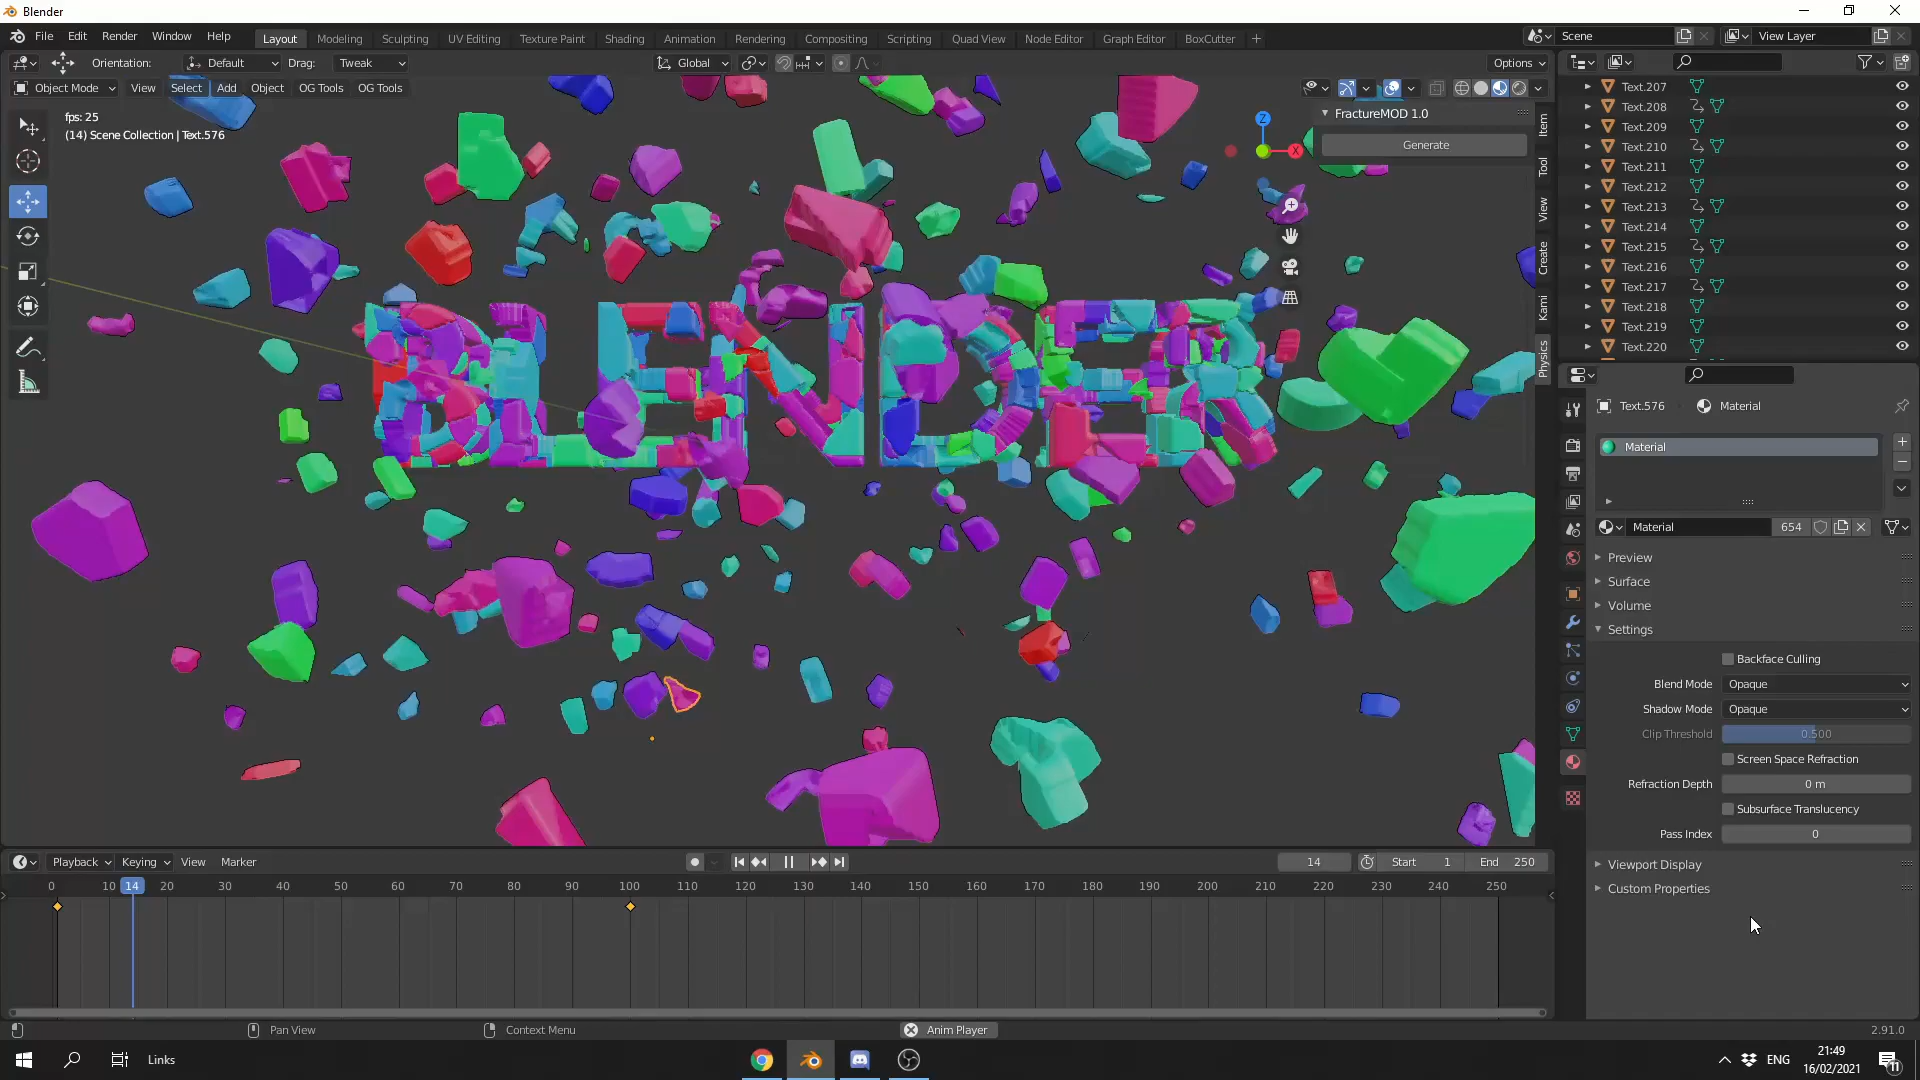 Blender
File Edit Render Window Help
Layout Modeling Sculpting UV Editing Texture Paint Shading Animation Rendering Compositing Scripting Quad View Node Editor Graph Editor BoxCutter +
Scene
View Layer
Orientation: Default Drag: Tweak
Global
Options
Object Mode View Select Add Object OG Tools OG Tools
fps: 25
(14) Scene Collection | Text.576
FractureMOD 1.0
Generate
Z
X
Item
Tool
View
Create
Kami
Physics
BLENDER
Text.207
Text.208
Text.209
Text.210
Text.211
Text.212
Text.213
Text.214
Text.215
Text.216
Text.217
Text.218
Text.219
Text.220
Text.576 Material
Material
Material 654
Preview
Surface
Volume
Settings
Backface Culling
Blend Mode Opaque
Shadow Mode Opaque
Clip Threshold 0.500
Screen Space Refraction
Refraction Depth 0 m
Subsurface Translucency
Pass Index 0
Viewport Display
Custom Properties
Playback Keying View Marker
14 Start 1 End 250
0 10 14 20 30 40 50 60 70 80 90 100 110 120 130 140 150 160 170 180 190 200 210 220 230 240 250
Pan View Context Menu Anim Player 2.91.0
Links
ENG
21:49
16/02/2021
11